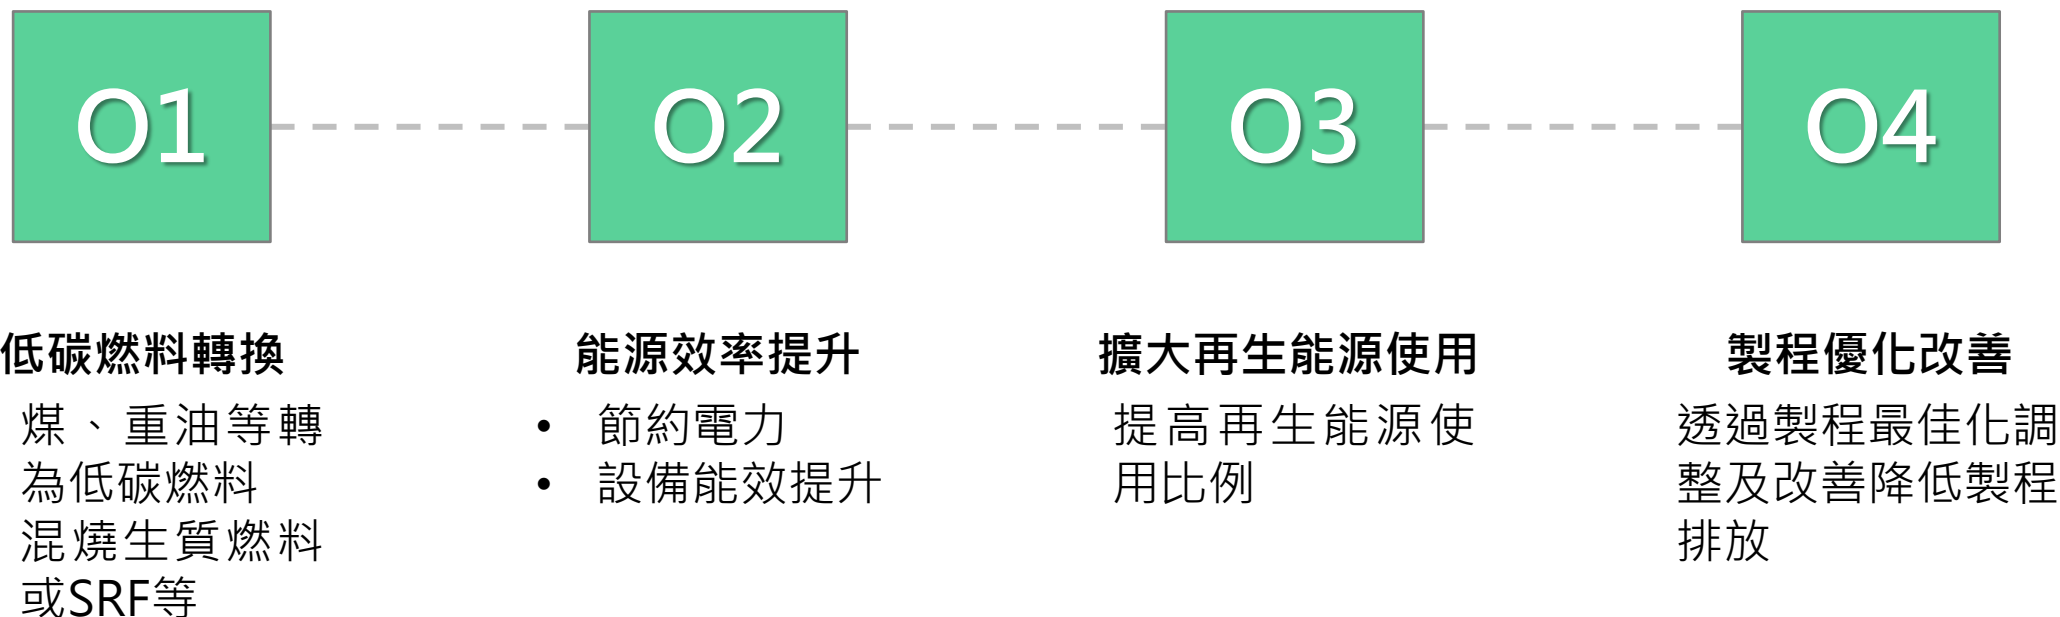 O1
O2
O3
O4
低碳燃料轉換
煤、重油等轉
為低碳燃料
混燒生質燃料
或SRF等
能源效率提升
• 節約電力
• 設備能效提升
擴大再生能源使用
提高再生能源使
用比例
製程優化改善
透過製程最佳化調
整及改善降低製程
排放